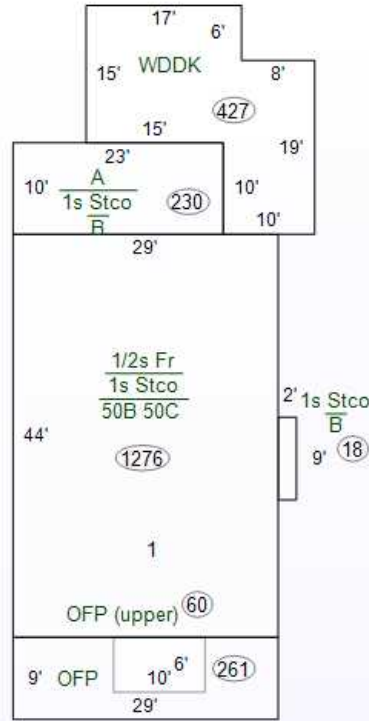 17'
6'
15' WDDK
8'
427
15'
19'
23'
10' A 230 10'
1s Stco
B
10'
29'
1/2s Fr
1s Stco
50B 50C
2' 1s Stco
B
44'
9' 18
1276
1
OFP (upper) 60
9' OFP 10' 6' 261
29'